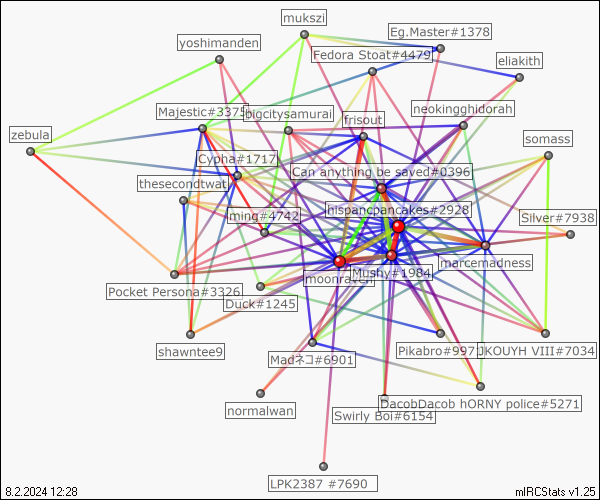 mukszi
Eg.Master#1378
yoshimanden
Fedora Stoat#4479
eliakith
Majestic#3375
bigcitysamurai
neokingghidorah
frisout
zebula
somass
Cypha#1717
Can anything be saved#0396
thesecondtwat
ming#4742
hispancpancakes#2928
Silver#7938
marcemadness
moonraven
Mushy#1984
Pocket Persona#3326
Duck#1245
shawntee9
Madネコ#6901
Pikabro#9971
JKOUYH VIII#7034
normalwan
Swirly Boi#6154
DacobDacob hORNY police#5271
LPK2387 #7690
8.2.2024 12:28
mIRCStats v1.25